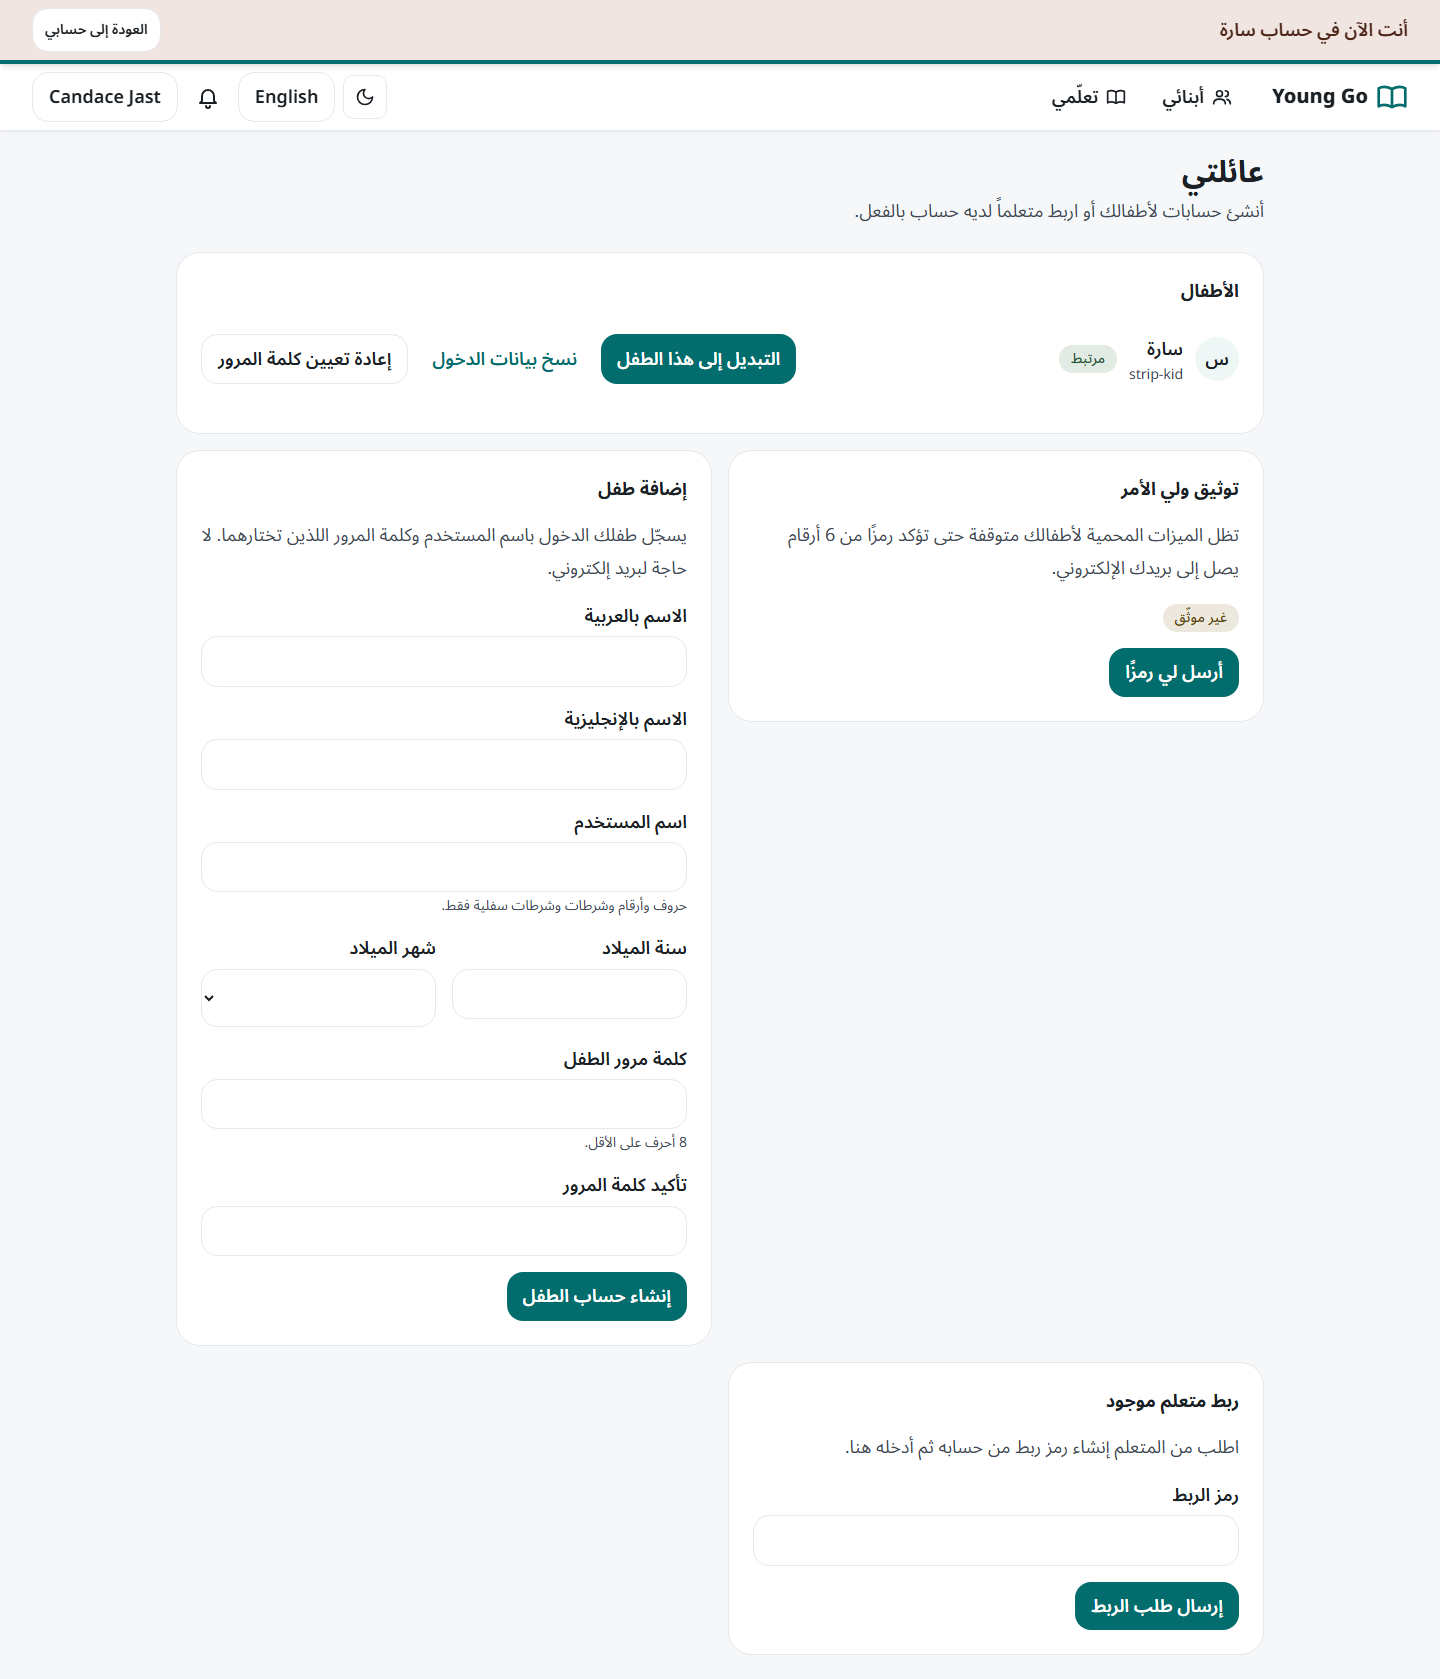 أنت الآن في حساب سارة
العودة إلى حسابي
Young Go
أبنائي
تعلّمي
English
Candace Jast
عائلتي
أنشئ حسابات لأطفالك أو اربط متعلماً لديه حساب بالفعل.
الأطفال
س
سارة
strip-kid
مرتبط
التبديل إلى هذا الطفل
نسخ بيانات الدخول
إعادة تعيين كلمة المرور
توثيق ولي الأمر
تظل الميزات المحمية لأطفالك متوقفة حتى تؤكد رمزًا من 6 أرقام
يصل إلى بريدك الإلكتروني.
غير موثّق
أرسل لي رمزًا
إضافة طفل
يسجّل طفلك الدخول باسم المستخدم وكلمة المرور اللذين تختارهما. لا
حاجة لبريد إلكتروني.
الاسم بالعربية
الاسم بالإنجليزية
اسم المستخدم
حروف وأرقام وشرطات وشرطات سفلية فقط.
سنة الميلاد
شهر الميلاد
كلمة مرور الطفل
8 أحرف على الأقل.
تأكيد كلمة المرور
إنشاء حساب الطفل
ربط متعلم موجود
اطلب من المتعلم إنشاء رمز ربط من حسابه ثم أدخله هنا.
رمز الربط
إرسال طلب الربط